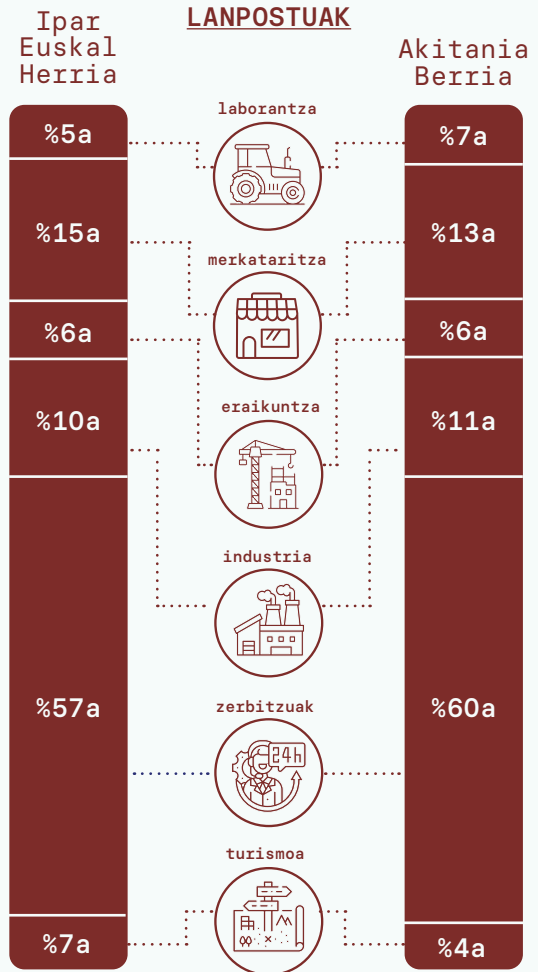 LANPOSTUAK
Ipar
Euskal
Herria
Akitania
Berria
laborantza
%5a
%7a
%15a
%13a
merkataritza
%6a
%6a
eraikuntza
%10a
%11a
industria
%57a
%60a
zerbitzuak
24h
turismoa
%7a
%4a